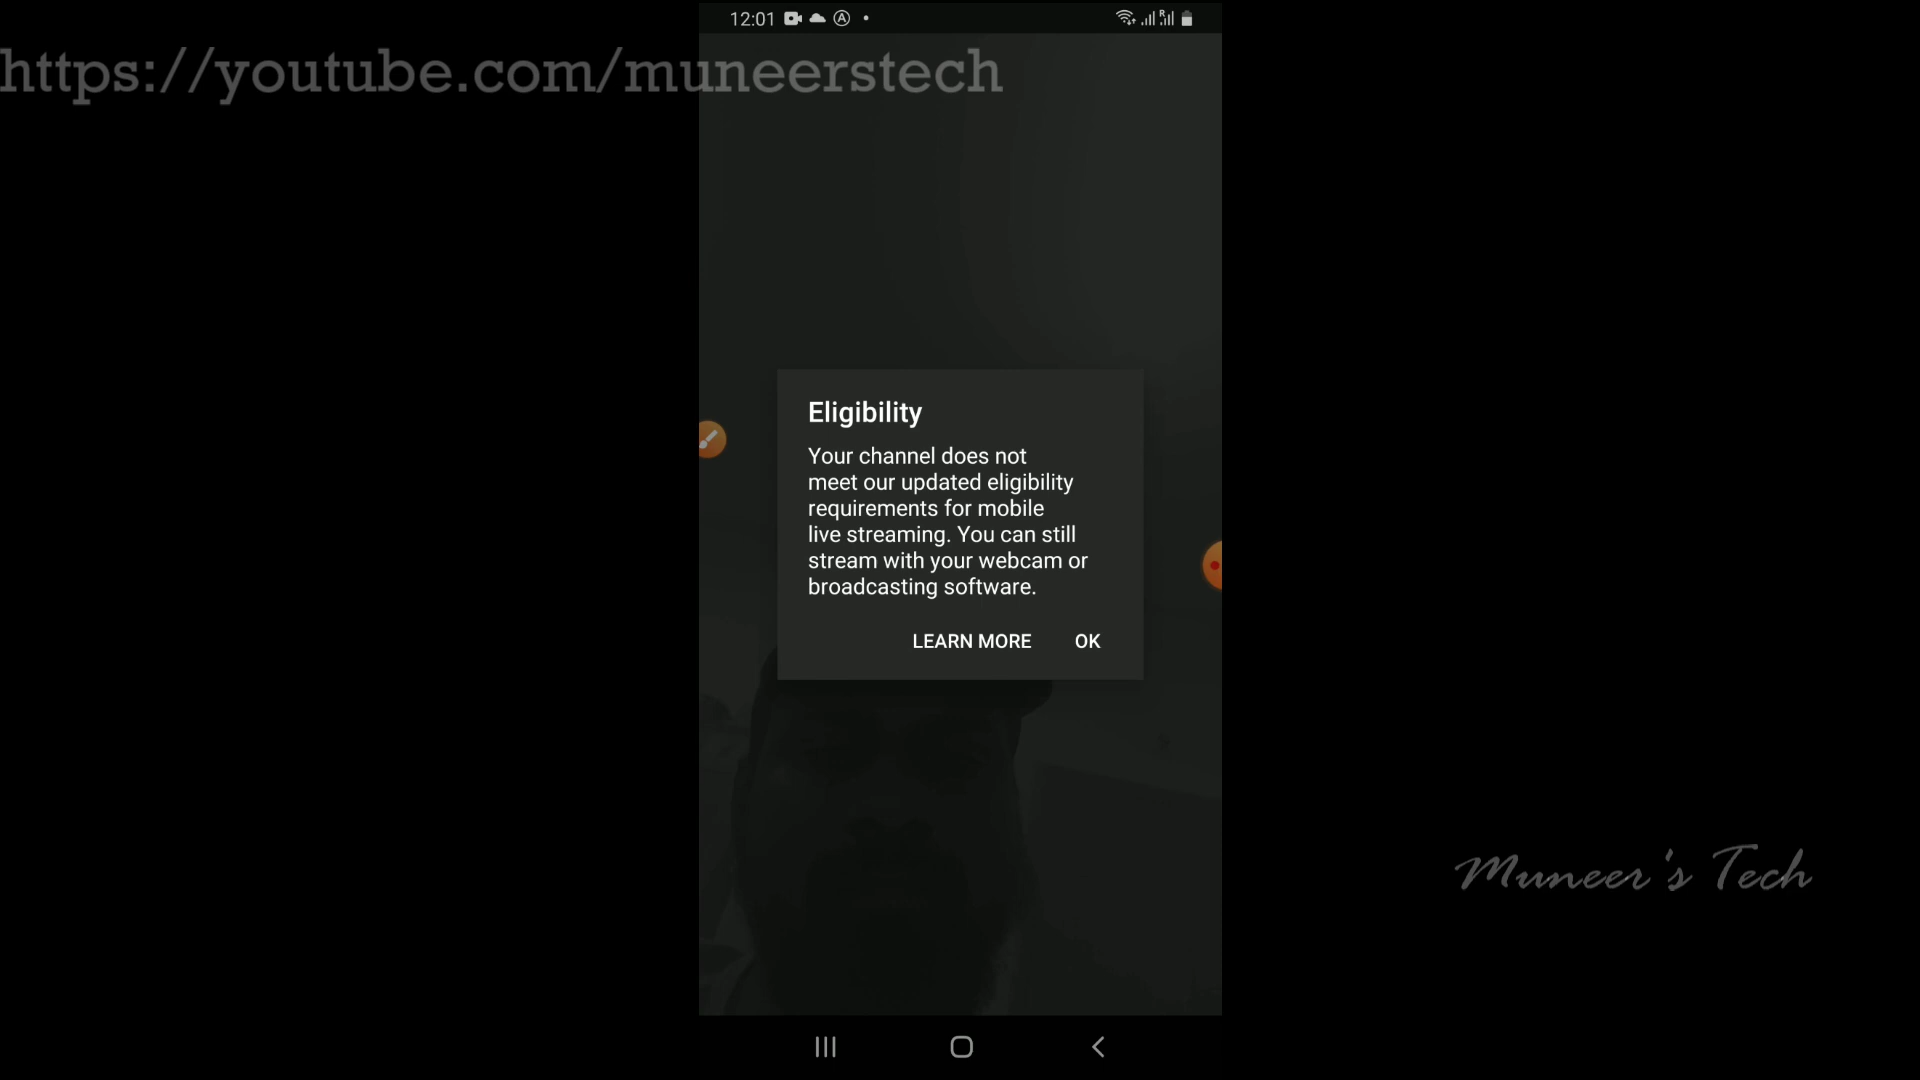 12:01
https://youtube.com/muneerstech
Eligibility
Your channel does not
meet our updated eligibility
requirements for mobile
live streaming. You can still
stream with your webcam or
broadcasting software.
LEARN MORE OK
Muneer's Tech